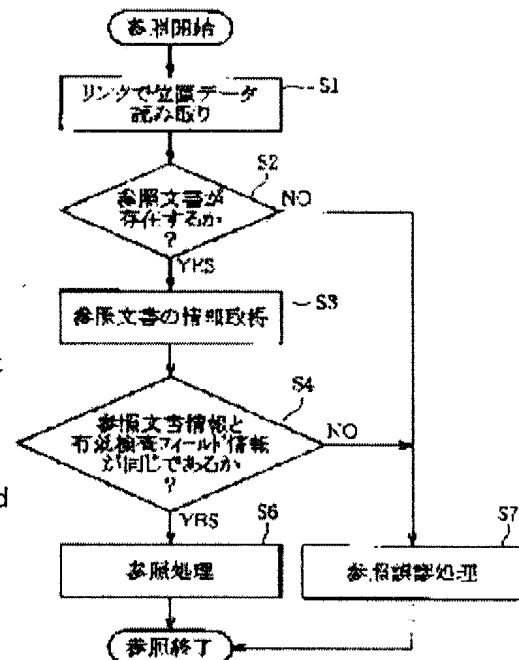 参照開始
S1
リンクで位置データ
読み取り
S2
参照文書が
存在するか
?
NO
YES
S3
参照文書の情報取得
S4
参照文書情報と
有効検査フィールド情報
が同じであるか
?
NO
YES
S6
参照処理
S7
参照誤認処理
参照終了
d